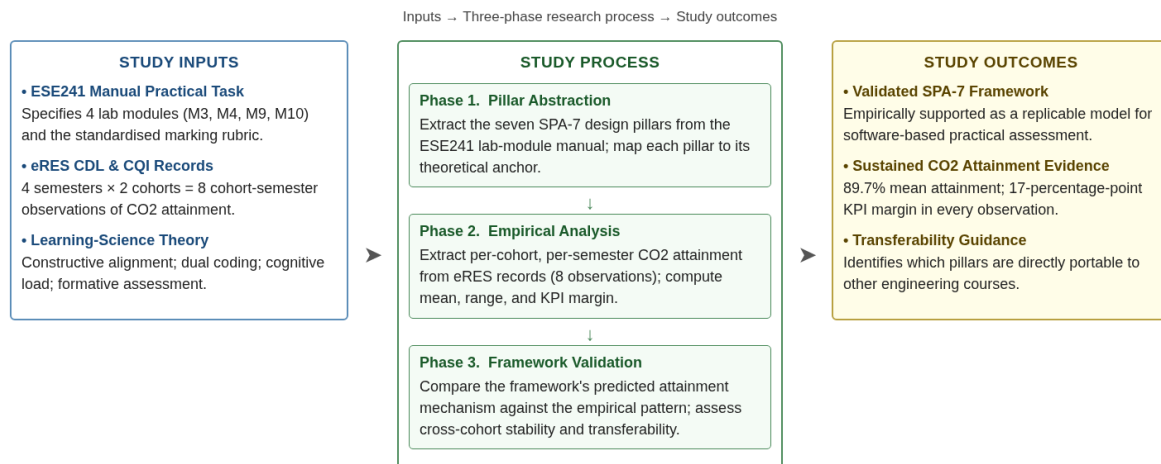 Inputs → Three-phase research process → Study outcomes
STUDY INPUTS
• ESE241 Manual Practical Task
Specifies 4 lab modules (M3, M4, M9, M10)
and the standardised marking rubric.
• eRES CDL & CQI Records
4 semesters × 2 cohorts = 8 cohort-semester
observations of CO2 attainment.
• Learning-Science Theory
Constructive alignment; dual coding; cognitive
load; formative assessment.
➤
STUDY PROCESS
Phase 1. Pillar Abstraction
Extract the seven SPA-7 design pillars from the
ESE241 lab-module manual; map each pillar to its
theoretical anchor.
↓
Phase 2. Empirical Analysis
Extract per-cohort, per-semester CO2 attainment
from eRES records (8 observations); compute
mean, range, and KPI margin.
↓
Phase 3. Framework Validation
Compare the framework's predicted attainment
mechanism against the empirical pattern; assess
cross-cohort stability and transferability.
➤
STUDY OUTCOMES
• Validated SPA-7 Framework
Empirically supported as a replicable model for
software-based practical assessment.
• Sustained CO2 Attainment Evidence
89.7% mean attainment; 17-percentage-point
KPI margin in every observation.
• Transferability Guidance
Identifies which pillars are directly portable to
other engineering courses.